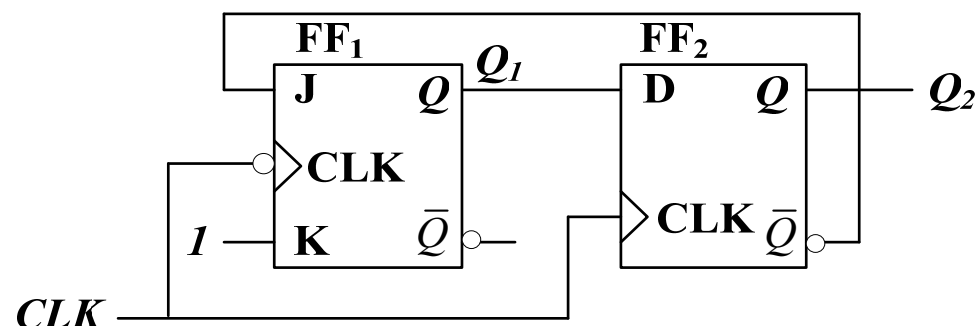 FF₁ FF₂
Q₁
J Q D Q Q₂
CLK
CLK
1 K Q̅ Q̅
CLK